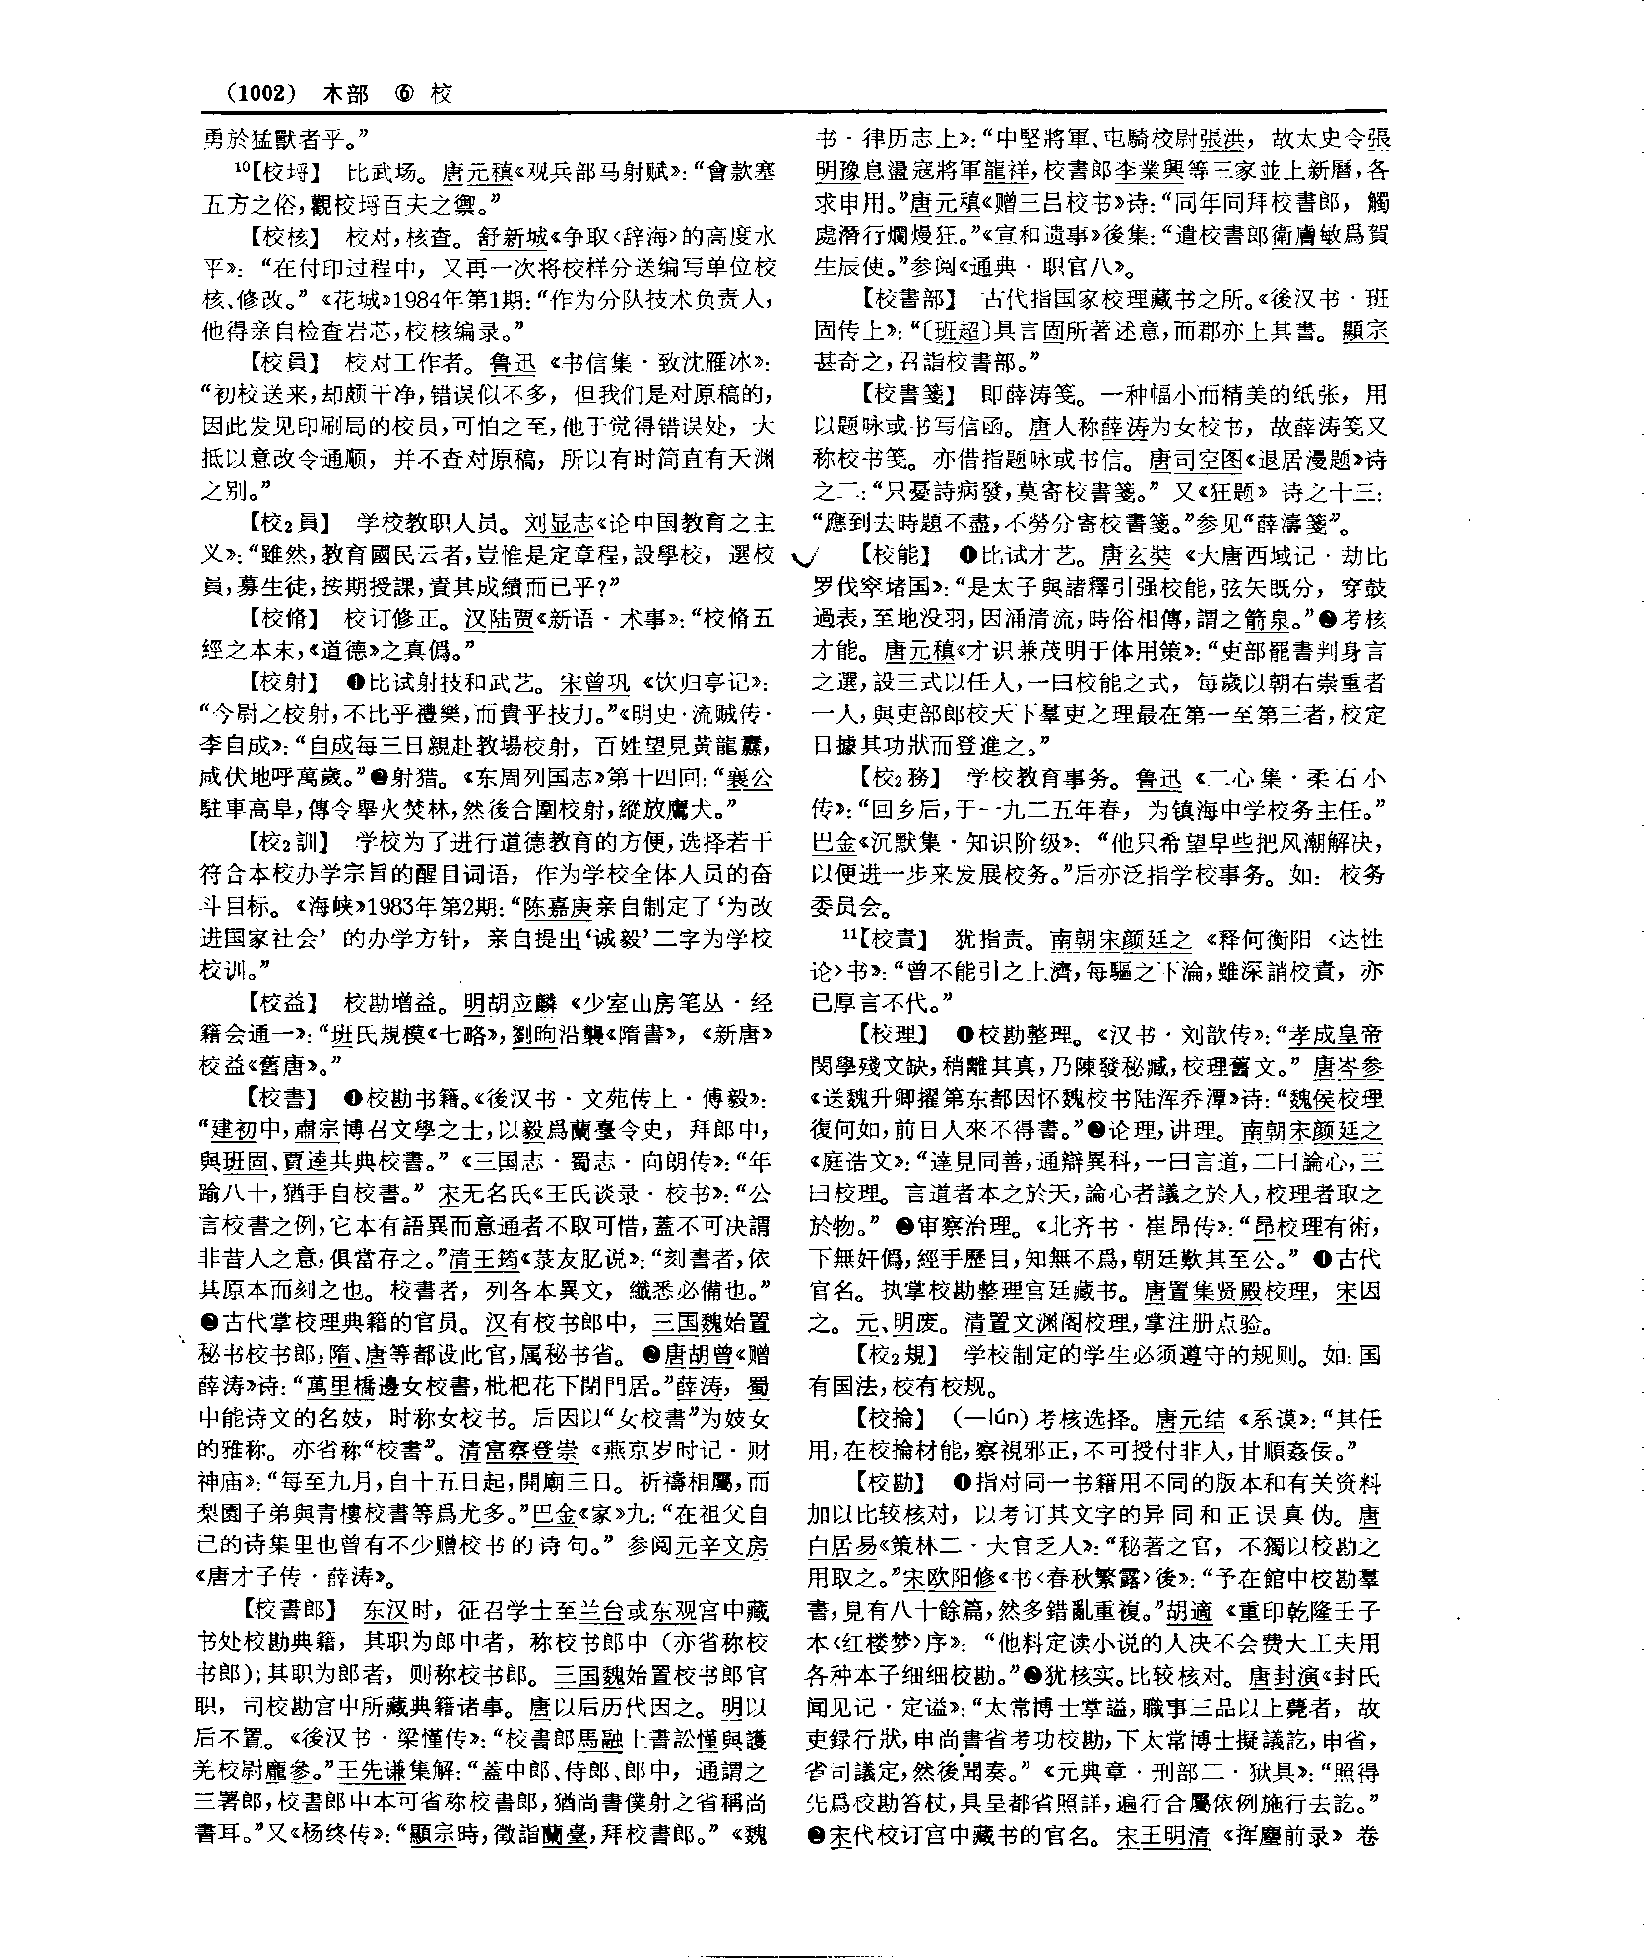 (1002) 木部 ⑥ 校
勇於猛獸者乎。”
¹⁰【校埒】 比武场。唐元稹《观兵部马射赋》：“會款塞
五方之俗，觀校埒百夫之禦。”
【校核】 校对，核查。舒新城《争取〈辞海〉的高度水
平》：“在付印过程中，又再一次将校样分送编写单位校
核、修改。”《花城》1984年第1期：“作为分队技术负责人，
他得亲自检查岩芯，校核编录。”
【校員】 校对工作者。鲁迅《书信集·致沈雁冰》：
“初校送来，却颇干净，错误似不多，但我们是对原稿的，
因此发见印刷局的校员，可怕之至，他于觉得错误处，大
抵以意改令通顺，并不查对原稿，所以有时简直有天渊
之别。”
【校₂員】 学校教职人员。刘显志《论中国教育之主
义》：“雖然，教育國民云者，豈惟是定章程，設學校，選校
員，募生徒，按期授課，責其成績而已乎？”
【校脩】 校订修正。汉陆贾《新语·术事》：“校脩五
經之本末，《道德》之真僞。”
【校射】 ❶比试射技和武艺。宋曾巩《饮归亭记》：
“今尉之校射，不比乎禮樂，而貴乎技力。”《明史·流贼传·
李自成》：“自成每三日親赴教場校射，百姓望見黃龍纛，
咸伏地呼萬歲。”❷射猎。《东周列国志》第十四回：“襄公
駐車高阜，傳令舉火焚林，然後合圍校射，縱放鷹犬。”
【校₂訓】 学校为了进行道德教育的方便，选择若干
符合本校办学宗旨的醒目词语，作为学校全体人员的奋
斗目标。《海峡》1983年第2期：“陈嘉庚亲自制定了‘为改
进国家社会’的办学方针，亲自提出‘诚毅’二字为学校
校训。”
【校益】 校勘增益。明胡应麟《少室山房笔丛·经
籍会通一》：“班氏規模《七略》，劉昫沿襲《隋書》，《新唐》
校益《舊唐》。”
【校書】 ❶校勘书籍。《後汉书·文苑传上·傅毅》：
“建初中，肅宗博召文學之士，以毅爲蘭臺令史，拜郎中，
與班固、賈逵共典校書。”《三国志·蜀志·向朗传》：“年
踰八十，猶手自校書。”宋无名氏《王氏谈录·校书》：“公
言校書之例，它本有語異而意通者不取可惜，蓋不可决謂
非昔人之意，俱當存之。”清王筠《菉友肊说》：“刻書者，依
其原本而刻之也。校書者，列各本異文，纖悉必備也。”
❷古代掌校理典籍的官员。汉有校书郎中，三国魏始置
秘书校书郎，隋、唐等都设此官，属秘书省。❸唐胡曾《赠
薛涛》诗：“萬里橋邊女校書，枇杷花下閉門居。”薛涛，蜀
中能诗文的名妓，时称女校书。后因以“女校書”为妓女
的雅称。亦省称“校書”。清富察登崇《燕京岁时记·财
神庙》：“每至九月，自十五日起，開廟三日。祈禱相屬，而
梨園子弟與青樓校書等爲尤多。”巴金《家》九：“在祖父自
己的诗集里也曾有不少赠校书的诗句。”参阅元辛文房
《唐才子传·薛涛》。
【校書郎】 东汉时，征召学士至兰台或东观宫中藏
书处校勘典籍，其职为郎中者，称校书郎中（亦省称校
书郎）；其职为郎者，则称校书郎。三国魏始置校书郎官
职，司校勘宫中所藏典籍诸事。唐以后历代因之。明以
后不置。《後汉书·梁慬传》：“校書郎馬融上書訟慬與護
羌校尉龐參。”王先谦集解：“蓋中郎、侍郎、郎中，通謂之
三署郎，校書郎中本可省称校書郎，猶尚書僕射之省稱尚
書耳。”又《杨终传》：“顯宗時，徵詣蘭臺，拜校書郎。”《魏
书·律历志上》：“中堅將軍、屯騎校尉張洪，故太史令張
明豫息盪寇將軍龍祥，校書郎李業興等三家並上新曆，各
求申用。”唐元稹《赠三吕校书》诗：“同年同拜校書郎，觸
處潛行爛熳狂。”《宣和遗事》後集：“遣校書郎衛膚敏爲賀
生辰使。”参阅《通典·职官八》。
【校書部】 古代指国家校理藏书之所。《後汉书·班
固传上》：“〔班超〕具言固所著述意，而郡亦上其書。顯宗
甚奇之，召詣校書部。”
【校書箋】 即薛涛笺。一种幅小而精美的纸张，用
以题咏或书写信函。唐人称薛涛为女校书，故薛涛笺又
称校书笺。亦借指题咏或书信。唐司空图《退居漫题》诗
之二：“只憂詩病發，莫寄校書箋。”又《狂题》诗之十三：
“應到去時題不盡，不勞分寄校書箋。”参见“薛濤箋”。
【校能】 ❶比试才艺。唐玄奘《大唐西域记·劫比
罗伐窣堵国》：“是太子與諸釋引强校能，弦矢既分，穿鼓
過表，至地没羽，因涌清流，時俗相傳，謂之箭泉。”❷考核
才能。唐元稹《才识兼茂明于体用策》：“吏部罷書判身言
之選，設三式以任人，一曰校能之式，每歲以朝右崇重者
一人，與吏部郎校天下羣吏之理最在第一至第三者，校定
日據其功狀而登進之。”
【校₂務】 学校教育事务。鲁迅《二心集·柔石小
传》：“回乡后，于一九二五年春，为镇海中学校务主任。”
巴金《沉默集·知识阶级》：“他只希望早些把风潮解决，
以便进一步来发展校务。”后亦泛指学校事务。如：校务
委员会。
¹¹【校責】 犹指责。南朝宋颜延之《释何衡阳〈达性
论〉书》：“曾不能引之上濟，每驅之下淪，雖深誚校責，亦
已厚言不代。”
【校理】 ❶校勘整理。《汉书·刘歆传》：“孝成皇帝
閔學殘文缺，稍離其真，乃陳發秘臧，校理舊文。”唐岑参
《送魏升卿擢第东都因怀魏校书陆浑乔潭》诗：“魏侯校理
復何如，前日人來不得書。”❷论理，讲理。南朝宋颜延之
《庭诰文》：“達見同善，通辯異科，一曰言道，二曰論心，三
曰校理。言道者本之於天，論心者議之於人，校理者取之
於物。”❸审察治理。《北齐书·崔昂传》：“昂校理有術，
下無奸僞，經手歷目，知無不爲，朝廷歎其至公。”❹古代
官名。执掌校勘整理官廷藏书。唐置集贤殿校理，宋因
之。元、明废。清置文渊阁校理，掌注册点验。
【校₂規】 学校制定的学生必须遵守的规则。如：国
有国法，校有校规。
【校掄】 （—lún）考核选择。唐元结《系谟》：“其任
用，在校掄材能，察視邪正，不可授付非人，甘順姦佞。”
【校勘】 ❶指对同一书籍用不同的版本和有关资料
加以比较核对，以考订其文字的异同和正误真伪。唐
白居易《策林二·大官乏人》：“秘著之官，不獨以校勘之
用取之。”宋欧阳修《书〈春秋繁露〉後》：“予在館中校勘羣
書，見有八十餘篇，然多錯亂重複。”胡適《重印乾隆壬子
本〈红楼梦〉序》：“他料定读小说的人决不会费大工夫用
各种本子细细校勘。”❷犹核实。比较核对。唐封演《封氏
闻见记·定谥》：“太常博士掌謚，職事三品以上薨者，故
吏録行狀，申尚書省考功校勘，下太常博士擬議訖，申省，
省司議定，然後聞奏。”《元典章·刑部二·狱具》：“照得
先爲校勘笞杖，具呈都省照詳，遍行合屬依例施行去訖。”
❸宋代校订宫中藏书的官名。宋王明清《挥麈前录》卷